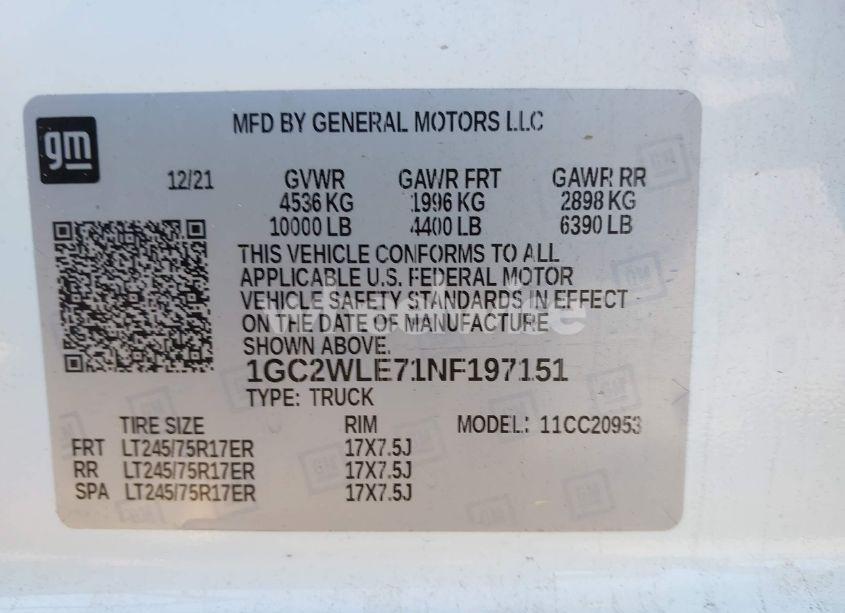 gm
MFD BY GENERAL MOTORS LLC
12/21 GVWR GAWR FRT GAWR RR
4536 KG 1996 KG 2898 KG
10000 LB 4400 LB 6390 LB
THIS VEHICLE CONFORMS TO ALL
APPLICABLE U.S. FEDERAL MOTOR
VEHICLE SAFETY STANDARDS IN EFFECT
ON THE DATE OF MANUFACTURE
SHOWN ABOVE.
1GC2WLE71NF197151
TYPE: TRUCK
TIRE SIZE RIM MODEL: 11CC20953
FRT LT245/75R17ER 17X7.5J
RR LT245/75R17ER 17X7.5J
SPA LT245/75R17ER 17X7.5J